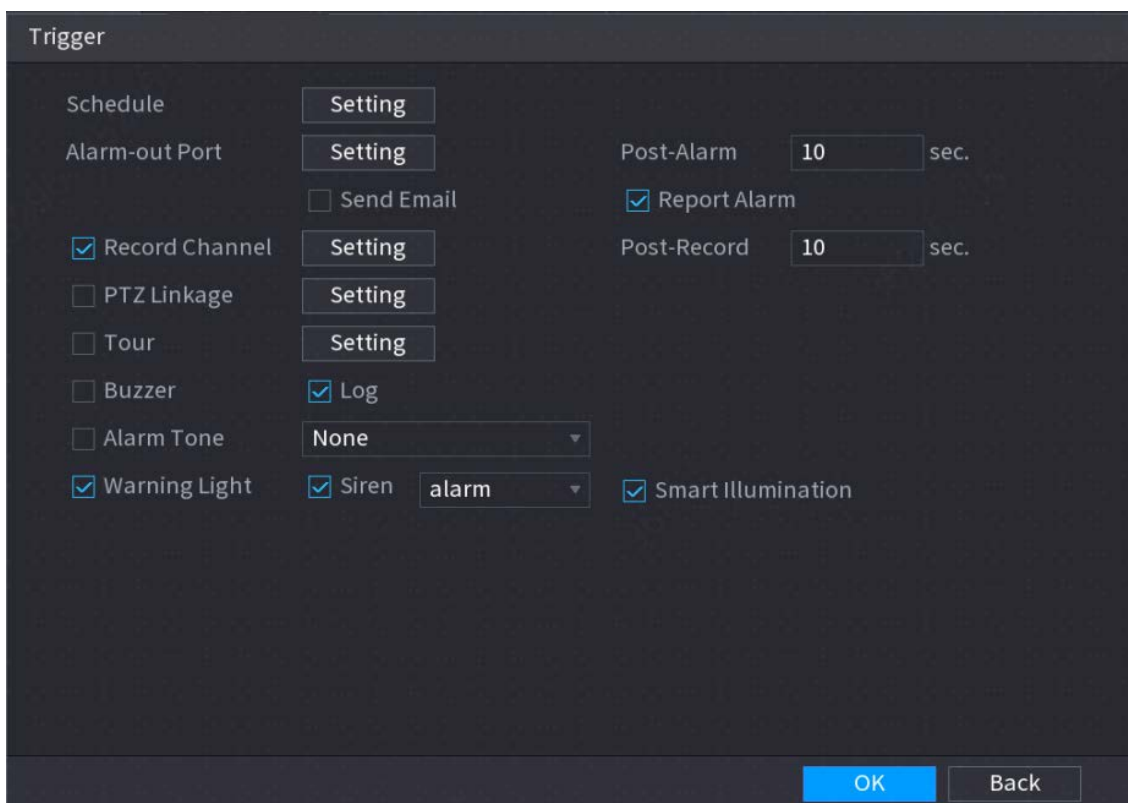 Trigger
Schedule Setting
Alarm-out Port Setting Post-Alarm 10 sec.
Send Email Report Alarm
Record Channel Setting Post-Record 10 sec.
PTZ Linkage Setting
Tour Setting
Buzzer Log
Alarm Tone None
Warning Light Siren alarm Smart Illumination
OK Back